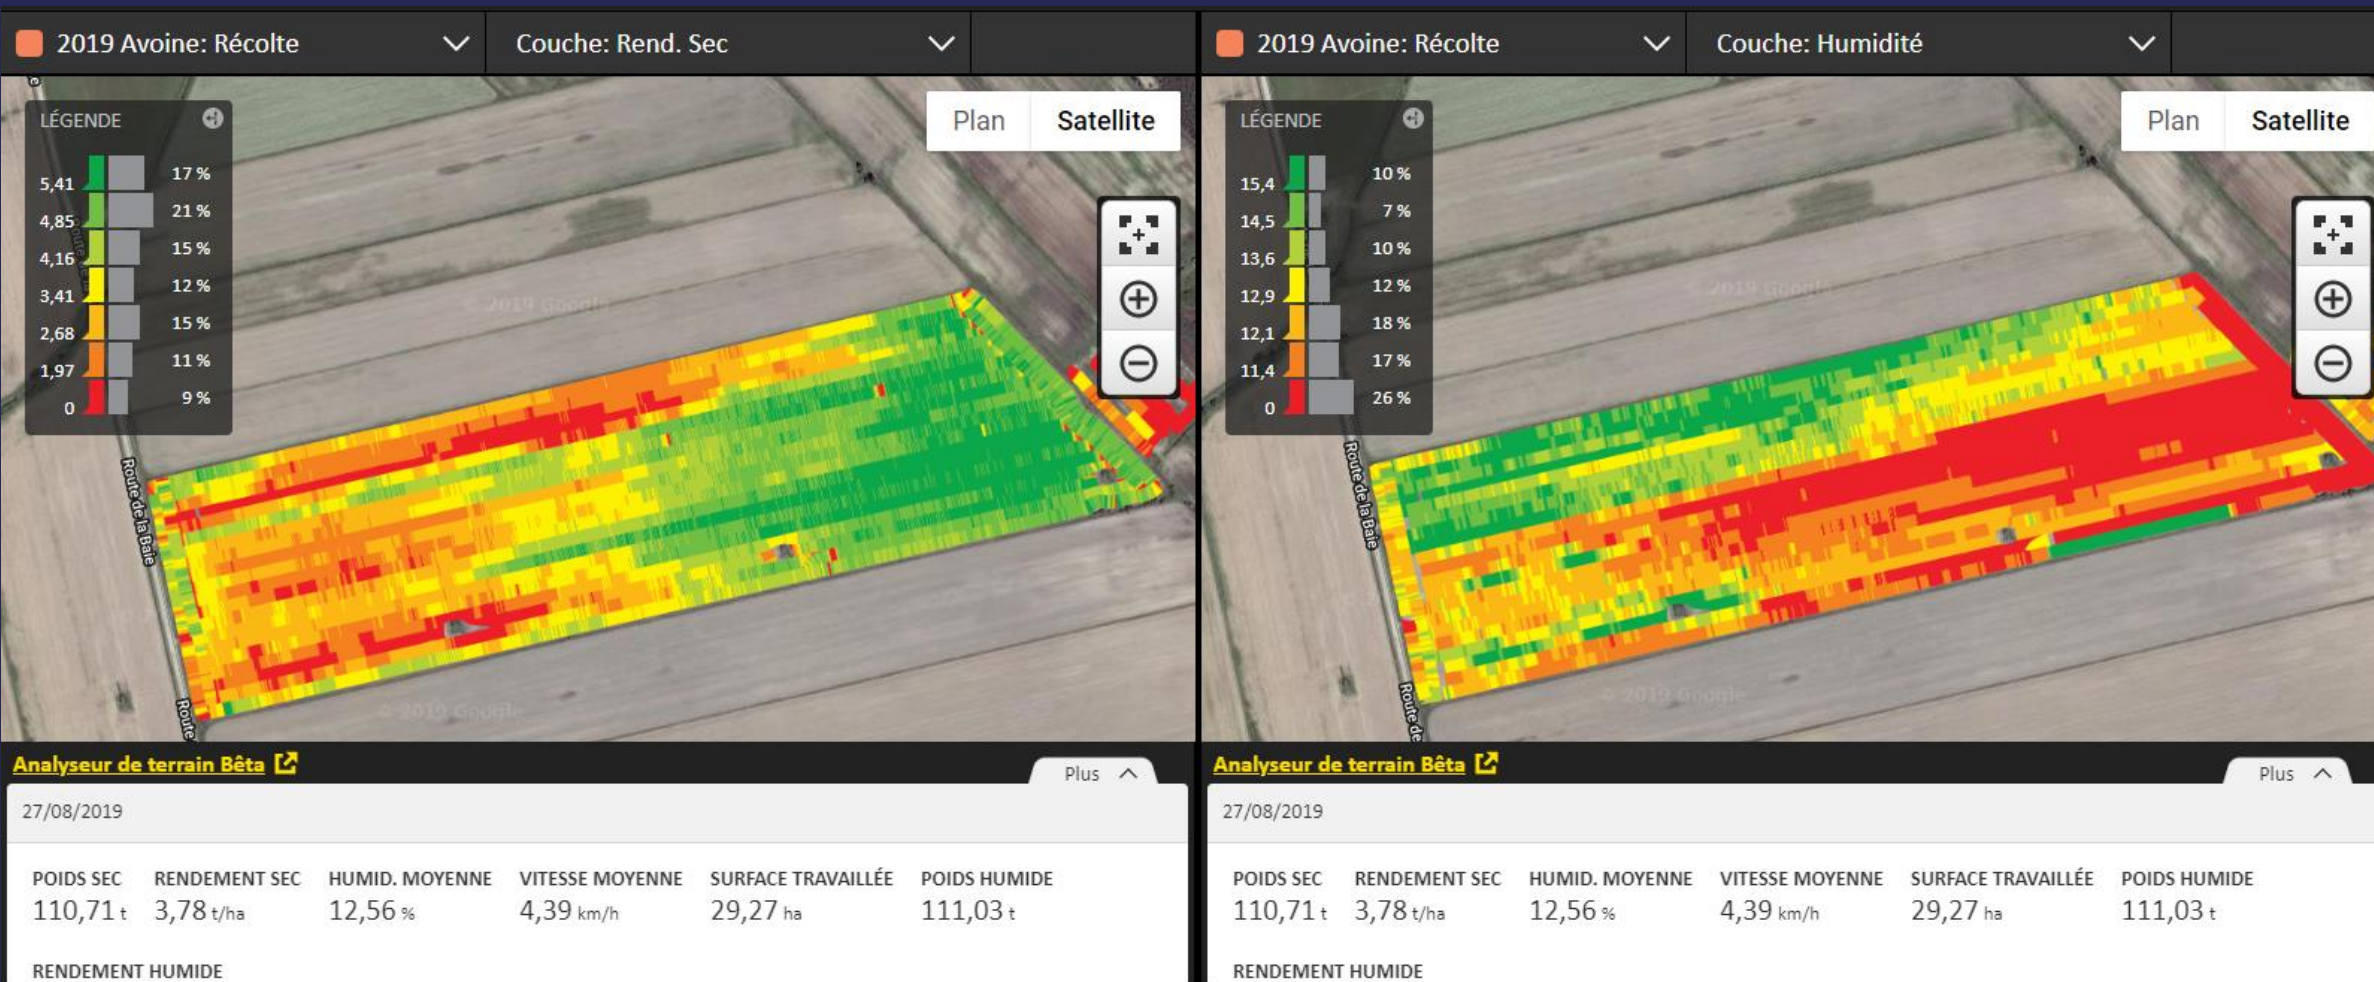 2019 Avoine: Récolte
Couche: Rend. Sec
LÉGENDE
17 %
5,41
21 %
4,85
15 %
4,16
12 %
3,41
15 %
2,68
11 %
1,97
9 %
0
Plan
Satellite
2019 Google
Route de la Baie
Route
© 2019 Google
Analyseur de terrain Bêta
Plus
27/08/2019
POIDS SEC RENDEMENT SEC HUMID. MOYENNE VITESSE MOYENNE SURFACE TRAVAILLÉE POIDS HUMIDE
110,71 t 3,78 t/ha 12,56 % 4,39 km/h 29,27 ha 111,03 t
RENDEMENT HUMIDE
2019 Avoine: Récolte
Couche: Humidité
LÉGENDE
10 %
15,4
7 %
14,5
10 %
13,6
12 %
12,9
18 %
12,1
17 %
11,4
26 %
0
Plan
Satellite
2019 Google
Route de la Baie
Route de
© 2019 Google
Analyseur de terrain Bêta
Plus
27/08/2019
POIDS SEC RENDEMENT SEC HUMID. MOYENNE VITESSE MOYENNE SURFACE TRAVAILLÉE POIDS HUMIDE
110,71 t 3,78 t/ha 12,56 % 4,39 km/h 29,27 ha 111,03 t
RENDEMENT HUMIDE